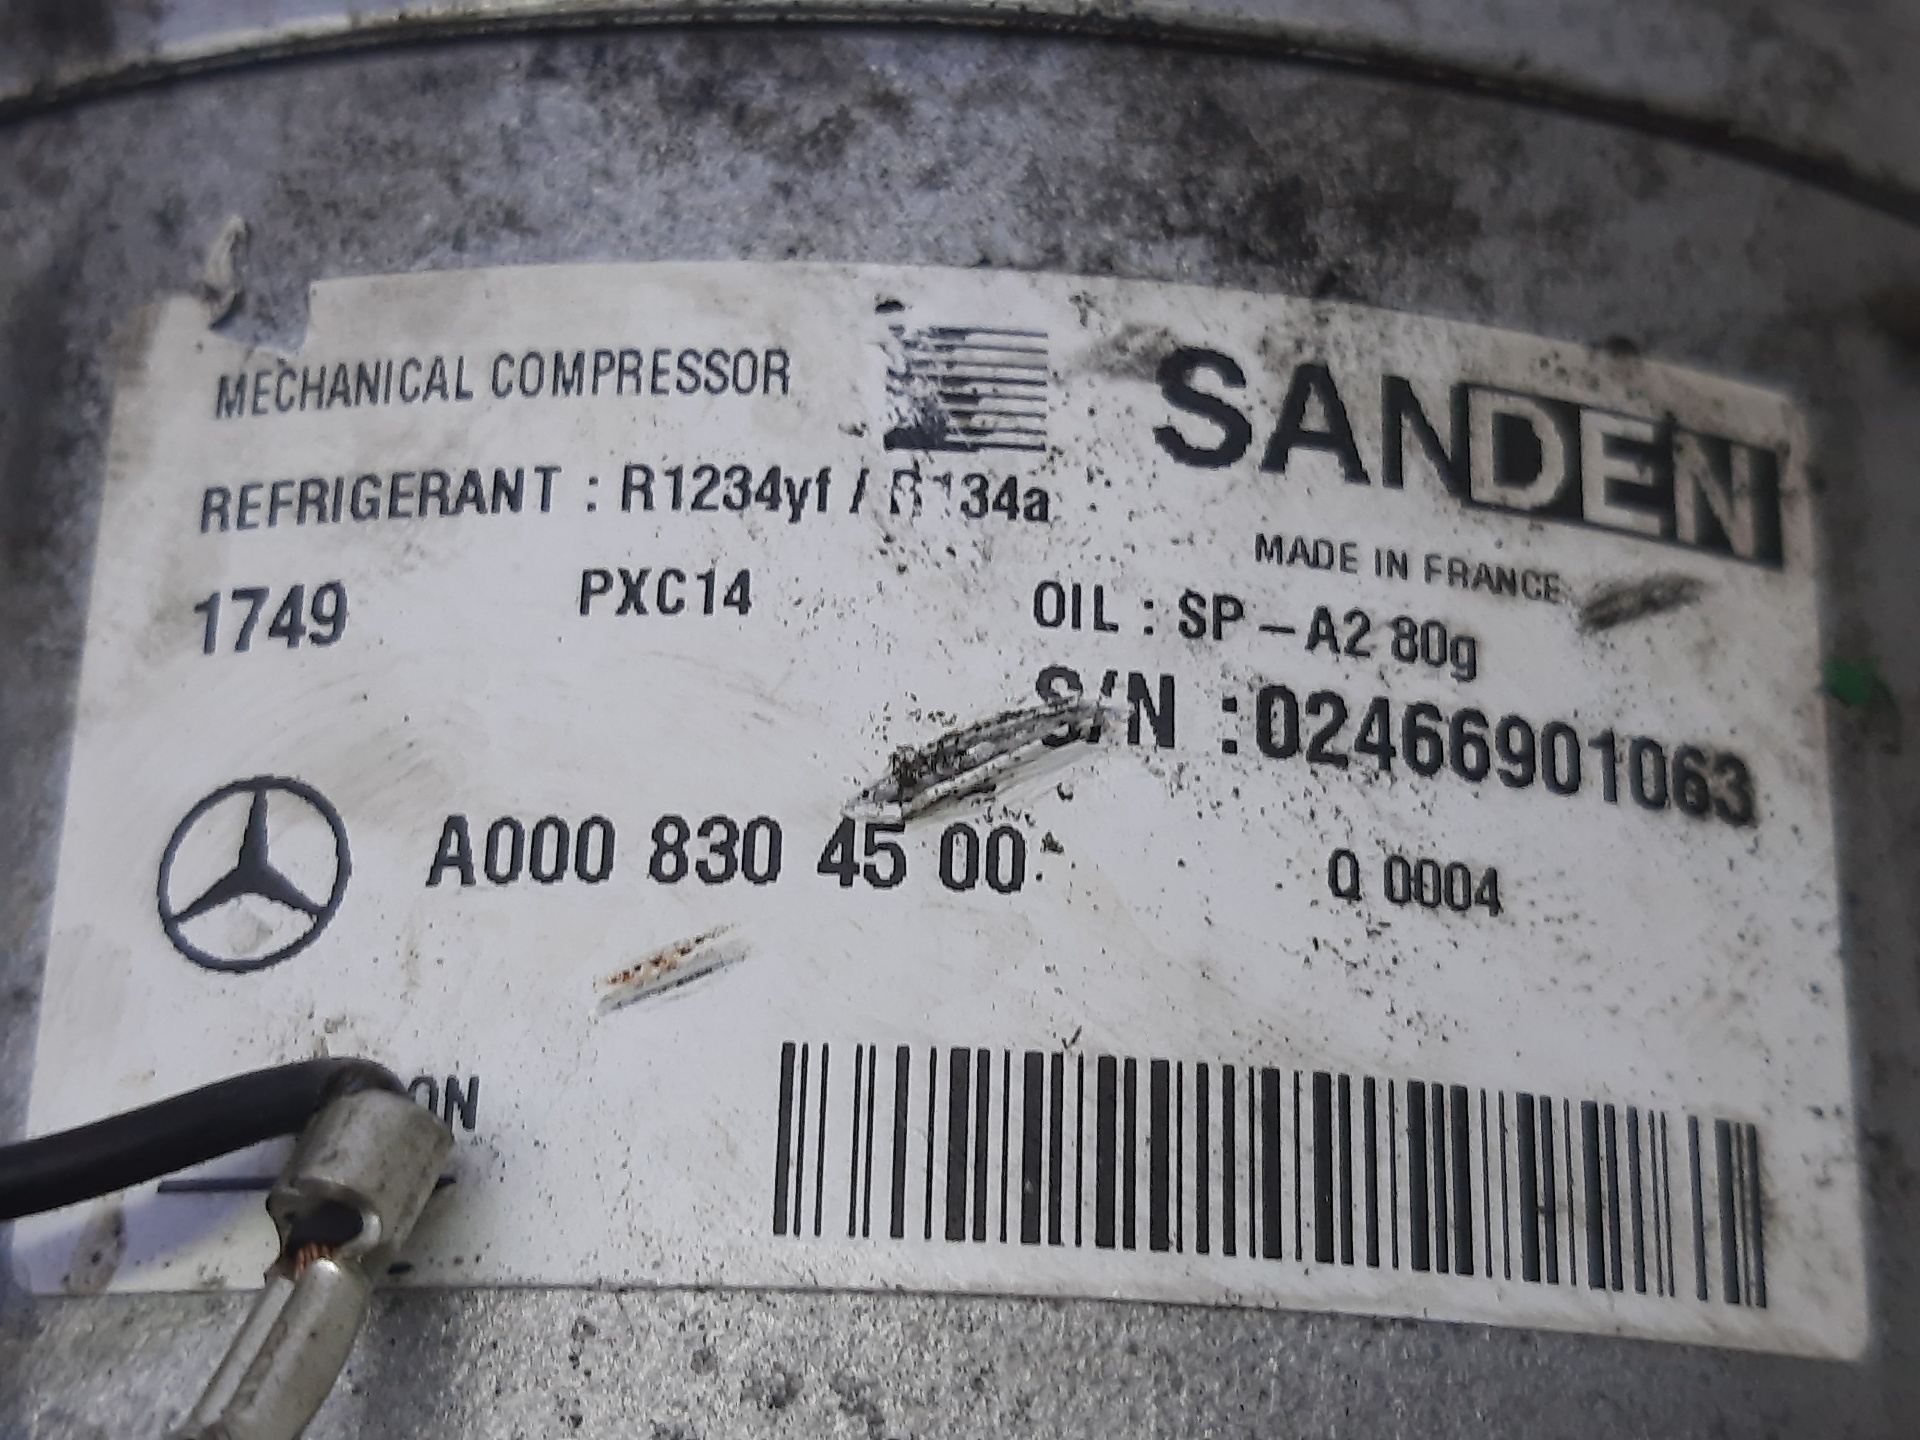 MECHANICAL COMPRESSOR
SANDEN
REFRIGERANT : R1234yf / R134a
MADE IN FRANCE
1749 PXC14 OIL : SP-A2 80g
S/N :02466901063
A000 830 45 00 Q 0004